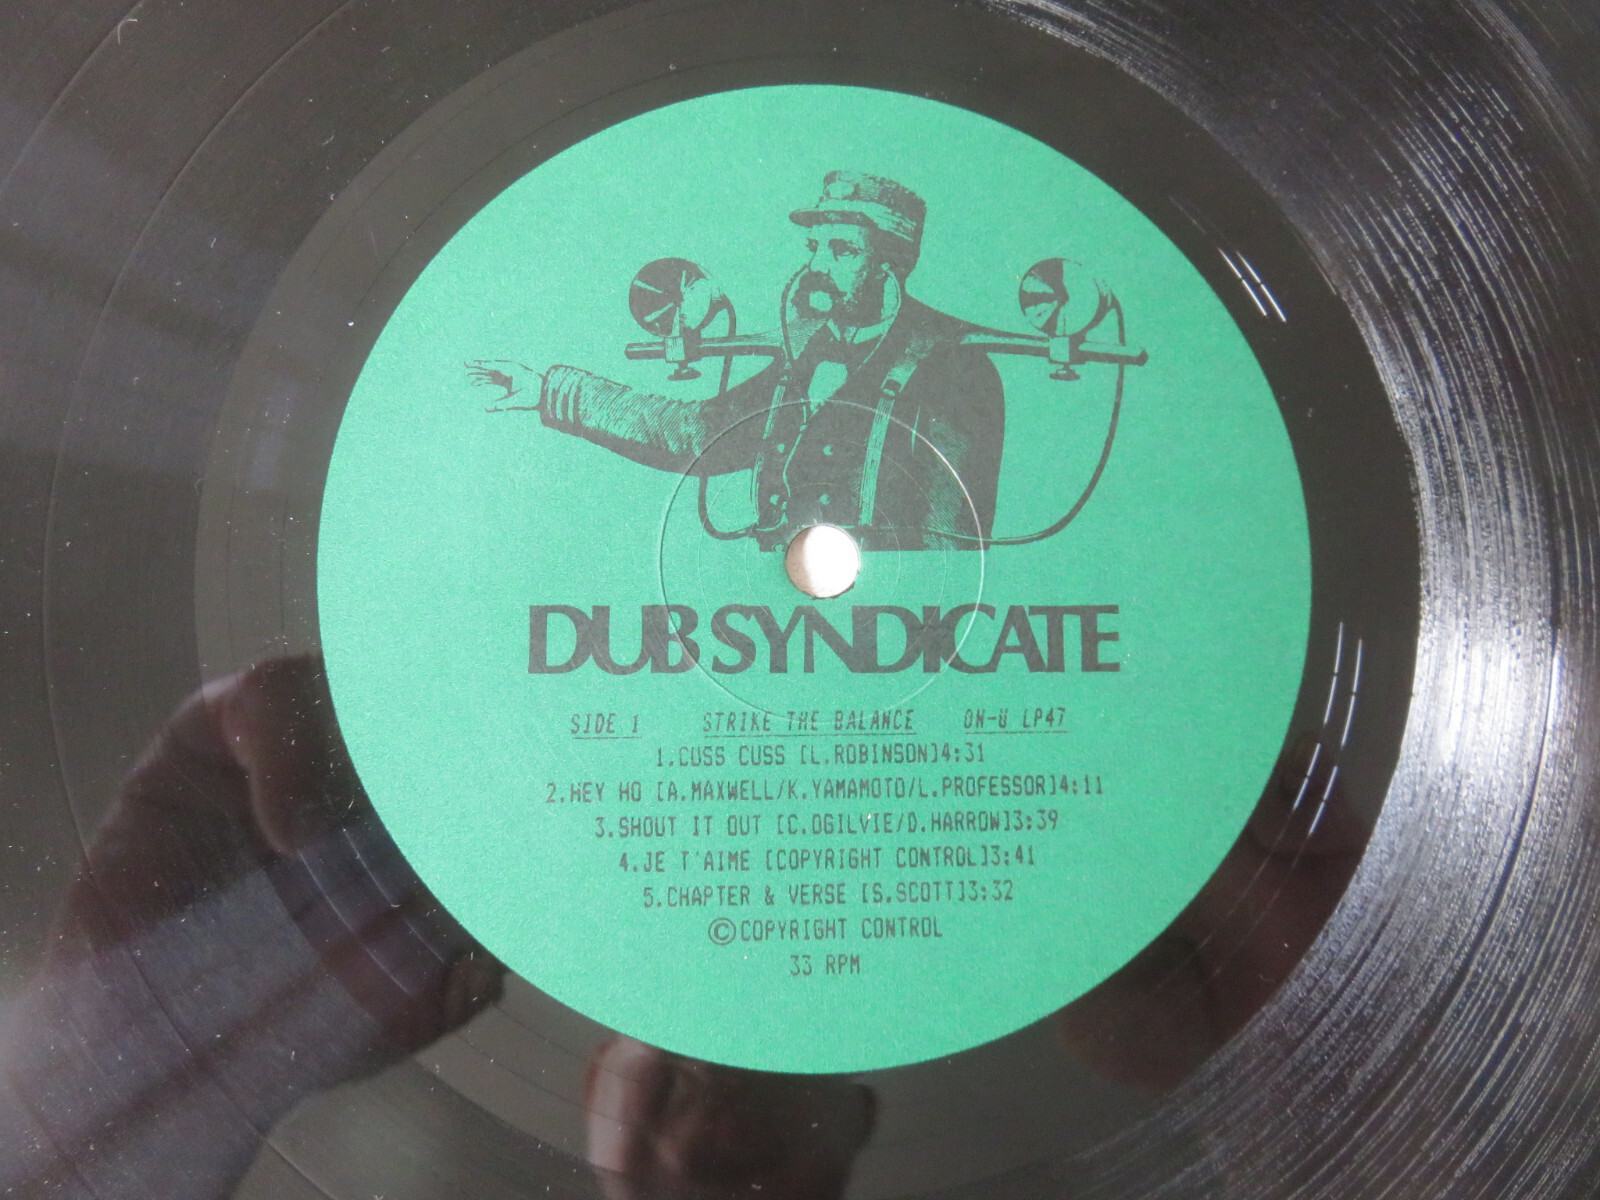 DUB SYNDICATE
SIDE 1 STRIKE THE BALANCE ON-U LP47
1.CUSS CUSS [L.ROBINSON]4:31
2.HEY HO [A.MAXWELL/K.YAMAMOTO/L.PROFESSOR]4:11
3.SHOUT IT OUT [C.OGILVIE/D.HARROW]3:39
4.JE T'AIME [COPYRIGHT CONTROL]3:41
5.CHAPTER & VERSE [S.SCOTT]3:32
©COPYRIGHT CONTROL
33 RPM